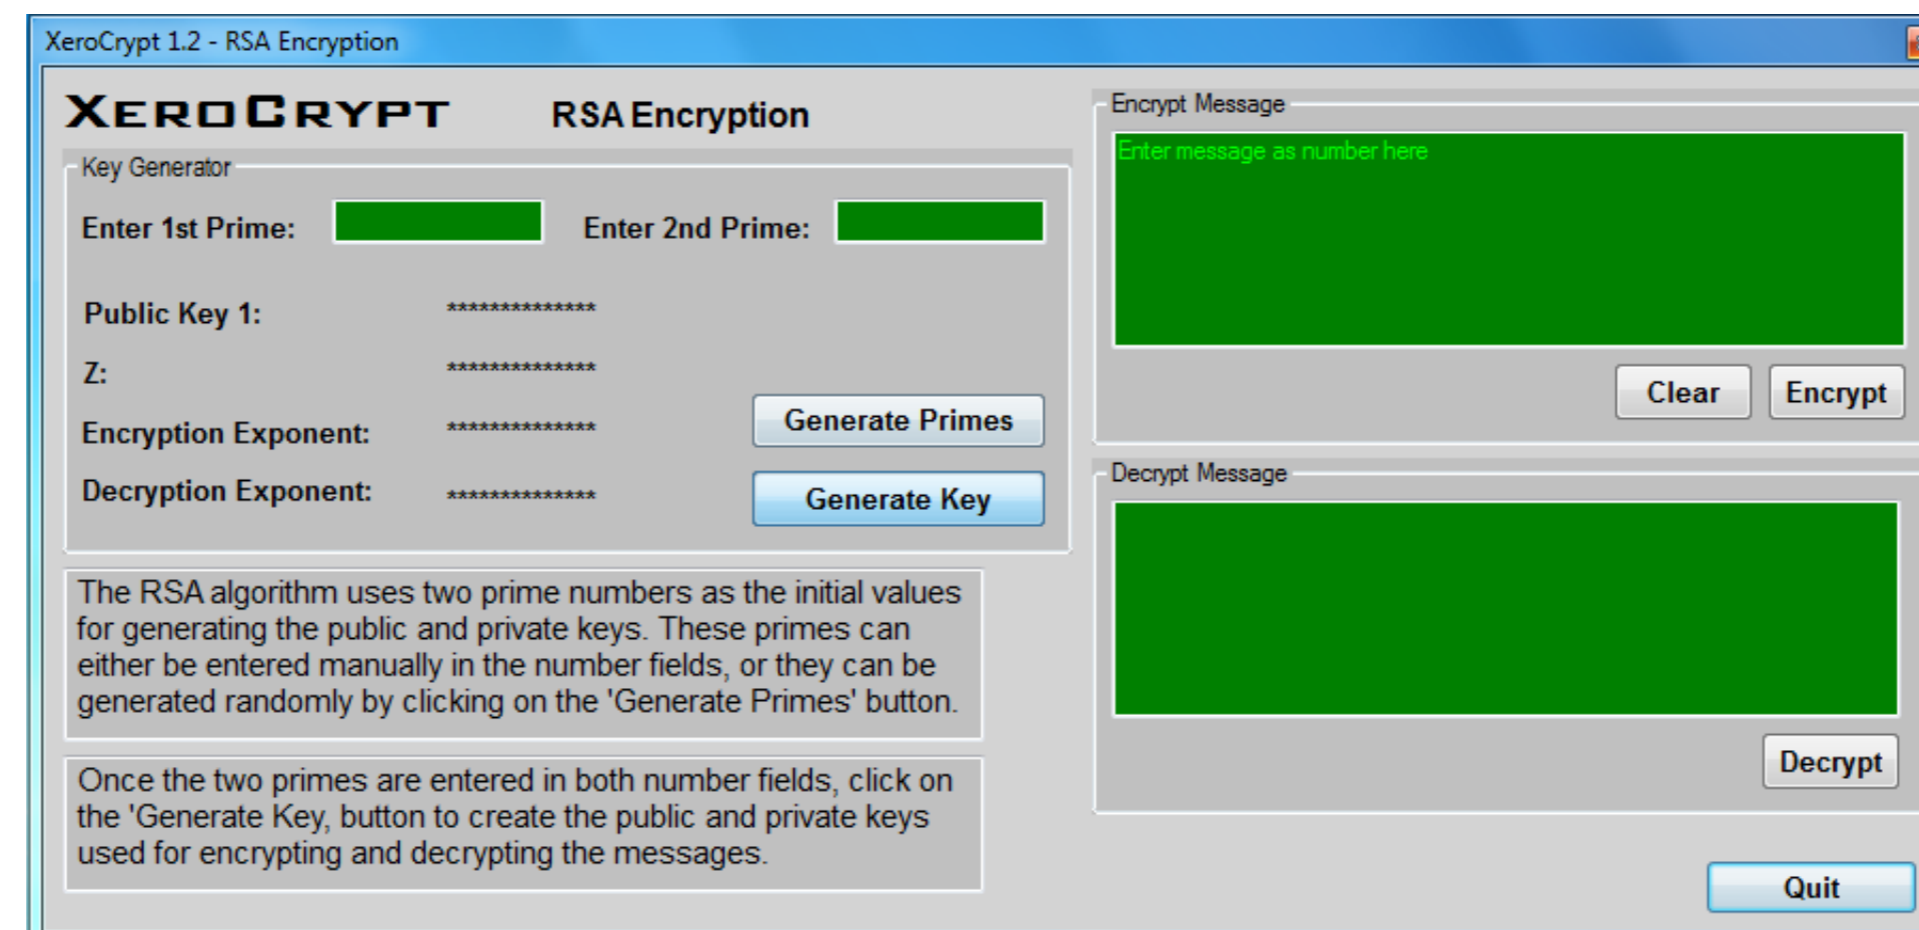 XeroCrypt 1.2 - RSA Encryption
XEROCRYPT RSA Encryption
Key Generator
Enter 1st Prime: Enter 2nd Prime:
Public Key 1: **************
Z: **************
Encryption Exponent: **************
Decryption Exponent: **************
Generate Primes
Generate Key
The RSA algorithm uses two prime numbers as the initial values
for generating the public and private keys. These primes can
either be entered manually in the number fields, or they can be
generated randomly by clicking on the 'Generate Primes' button.
Once the two primes are entered in both number fields, click on
the 'Generate Key, button to create the public and private keys
used for encrypting and decrypting the messages.
Encrypt Message
Enter message as number here
Clear Encrypt
Decrypt Message
Decrypt
Quit